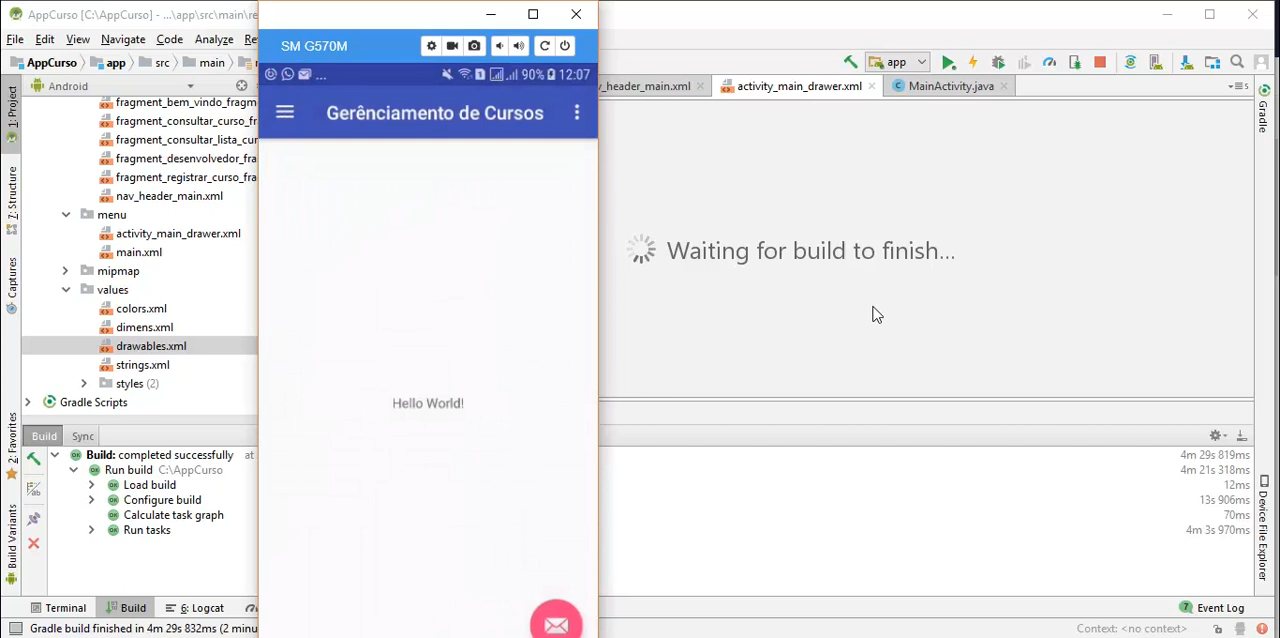 AppCurso [C:\AppCurso] - ...\app\src\main\re
File Edit View Navigate Code Analyze Re
AppCurso app src main
Android
1: Project
Z: Structure
Captures
2: Favorites
Build Variants
fragment_bem_vindo_fragm
fragment_consultar_curso_fr
fragment_consultar_lista_cur
fragment_desenvolvedor_fra
fragment_registrar_curso_fra
nav_header_main.xml
menu
activity_main_drawer.xml
main.xml
mipmap
values
colors.xml
dimens.xml
drawables.xml
strings.xml
styles (2)
Gradle Scripts
SM G570M
... 90% 12:07
Gerênciamento de Cursos
Hello World!
app
_header_main.xml activity_main_drawer.xml MainActivity.java
Waiting for build to finish...
Gradle
Device File Explorer
Build Sync
Build: completed successfully at 4m 29s 819ms
Run build C:\AppCurso 4m 21s 318ms
Load build 12ms
Configure build 13s 906ms
Calculate task graph 70ms
Run tasks 4m 3s 970ms
Terminal Build 6: Logcat 7 Event Log
Gradle build finished in 4m 29s 832ms (2 minu Context: <no context>